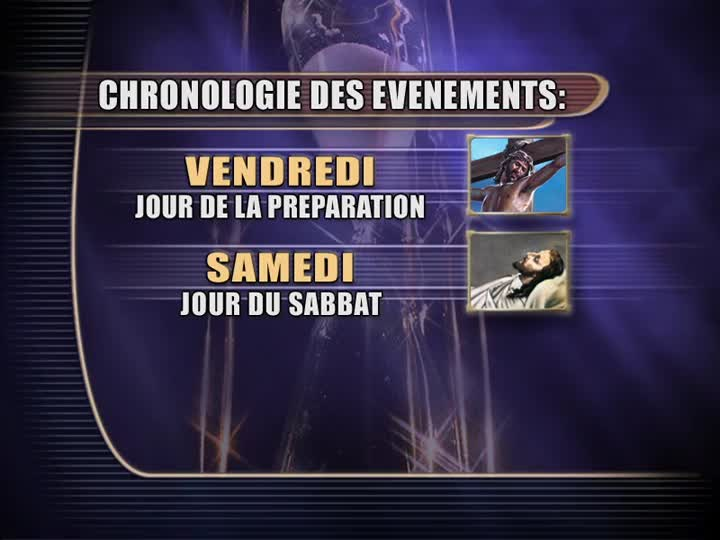 CHRONOLOGIE DES EVENEMENTS:
VENDREDI
JOUR DE LA PREPARATION
SAMEDI
JOUR DU SABBAT